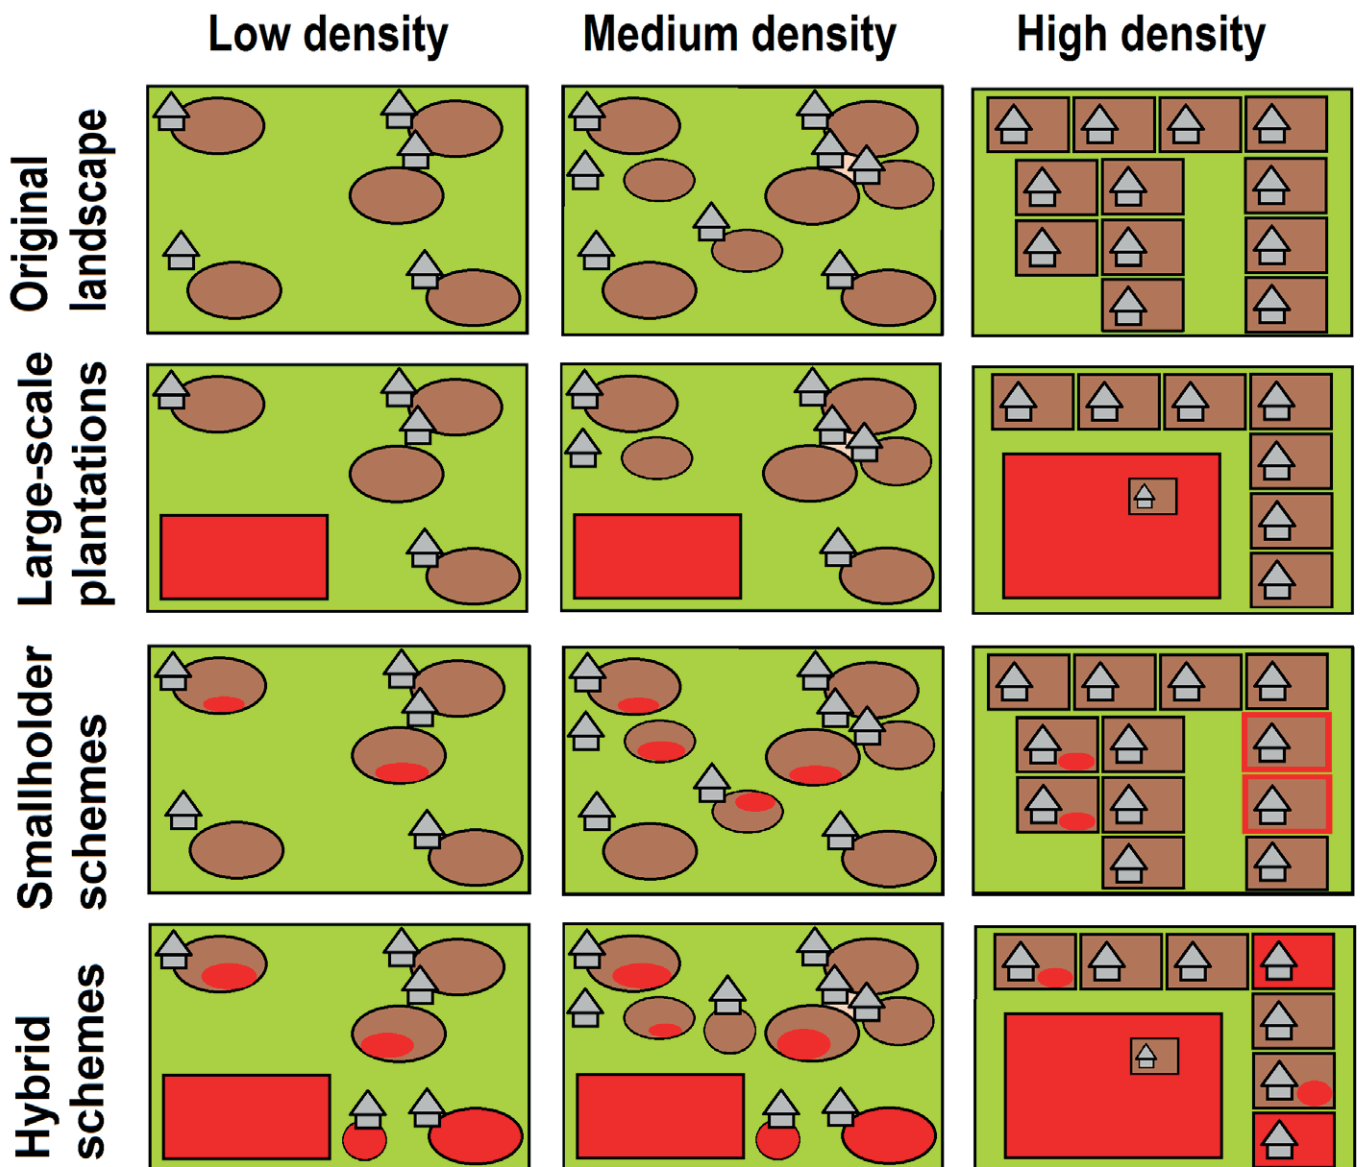 Low density
Medium density
High density
Original
landscape
Large-scale
plantations
Smallholder
schemes
Hybrid
schemes